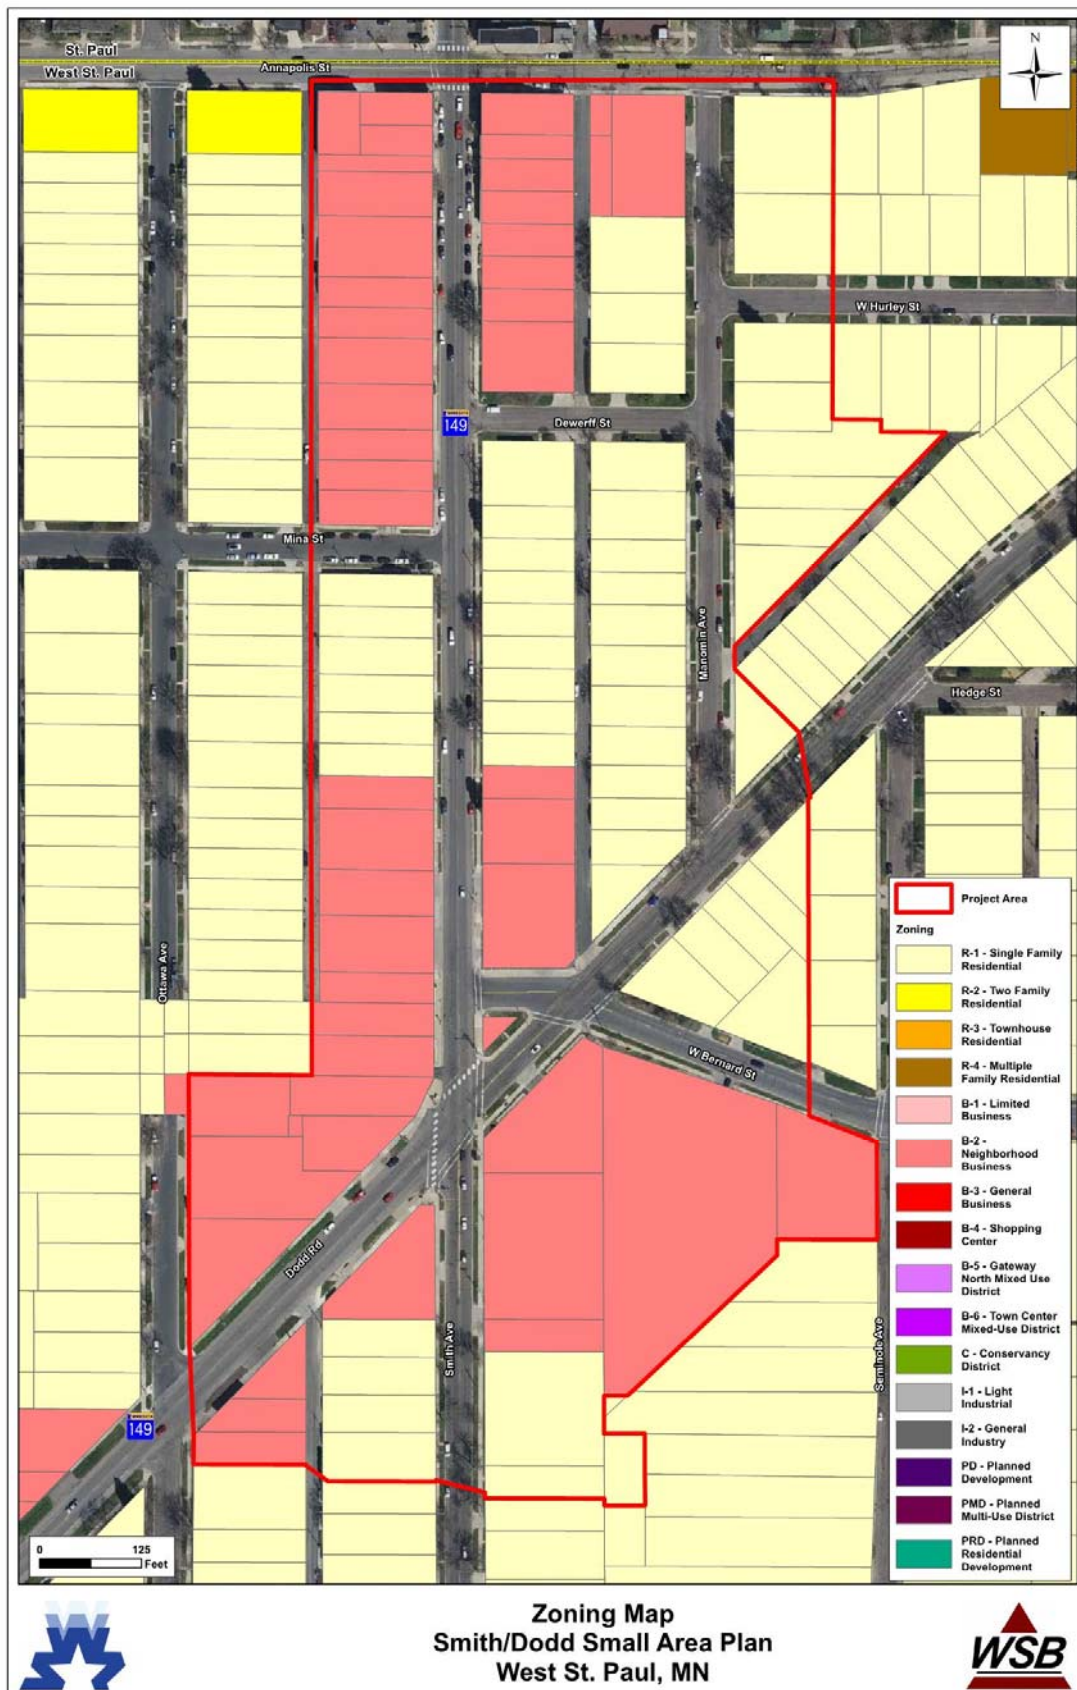 St. Paul
West St. Paul
Annapolis St
N
W Hurley St
149
Dewerff St
Mina St
Manomin Ave
Hedge St
Ottawa Ave
W Bernard St
Dodd Rd
Smith Ave
Seminole Ave
149
Project Area
Zoning
R-1 - Single Family
Residential
R-2 - Two Family
Residential
R-3 - Townhouse
Residential
R-4 - Multiple
Family Residential
B-1 - Limited
Business
B-2 -
Neighborhood
Business
B-3 - General
Business
B-4 - Shopping
Center
B-5 - Gateway
North Mixed Use
District
B-6 - Town Center
Mixed-Use District
C - Conservancy
District
I-1 - Light
Industrial
I-2 - General
Industry
PD - Planned
Development
PMD - Planned
Multi-Use District
PRD - Planned
Residential
Development
0 125
Feet
Zoning Map
Smith/Dodd Small Area Plan
West St. Paul, MN
WSB